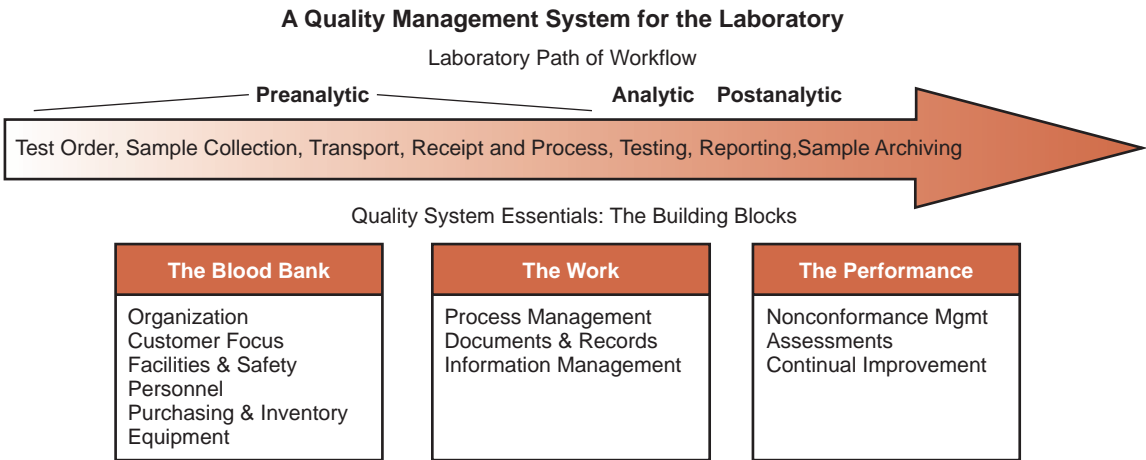 A Quality Management System for the Laboratory
Laboratory Path of Workflow
Preanalytic Analytic Postanalytic
Test Order, Sample Collection, Transport, Receipt and Process, Testing, Reporting,Sample Archiving
Quality System Essentials: The Building Blocks
The Blood Bank
Organization
Customer Focus
Facilities & Safety
Personnel
Purchasing & Inventory
Equipment
The Work
Process Management
Documents & Records
Information Management
The Performance
Nonconformance Mgmt
Assessments
Continual Improvement